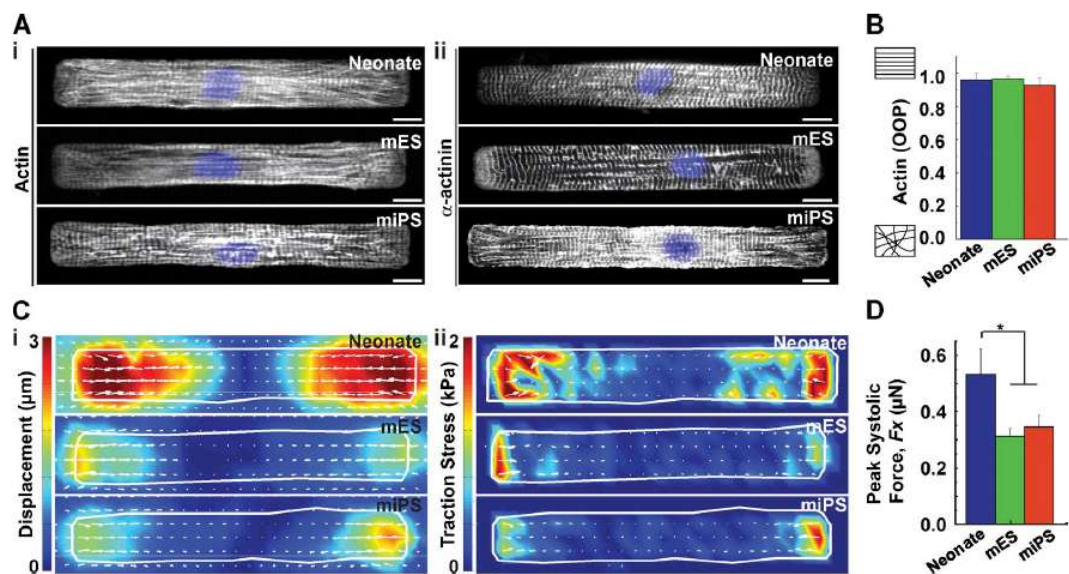 A
i
Neonate
mES
miPS
Actin
ii
Neonate
mES
miPS
α-actinin
B
1.0
0.8
0.6
0.4
0.2
0.0
Actin (OOP)
Neonate
mES
miPS
C
i
3
0
Displacement (μm)
Neonate
mES
miPS
ii
2
0
Traction Stress (kPa)
Neonate
mES
miPS
D
*
0.6
0.4
0.2
0.0
Peak Systolic
Force, Fx (μN)
Neonate
mES
miPS